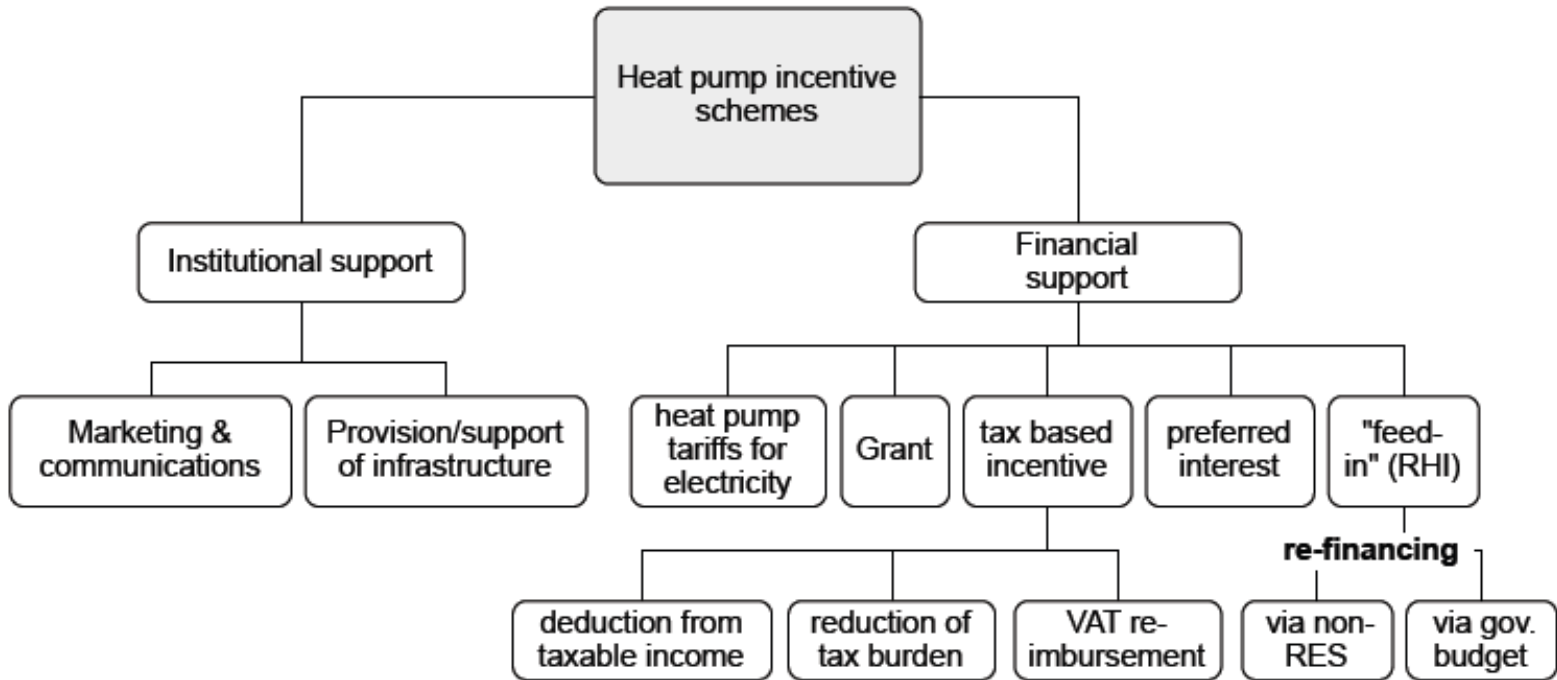 Heat pump incentive
schemes
Institutional support
Financial
support
Marketing &
communications
Provision/support
of infrastructure
heat pump
tariffs for
electricity
Grant
tax based
incentive
preferred
interest
"feed-
in" (RHI)
re-financing
deduction from
taxable income
reduction of
tax burden
VAT re-
imbursement
via non-
RES
via gov.
budget